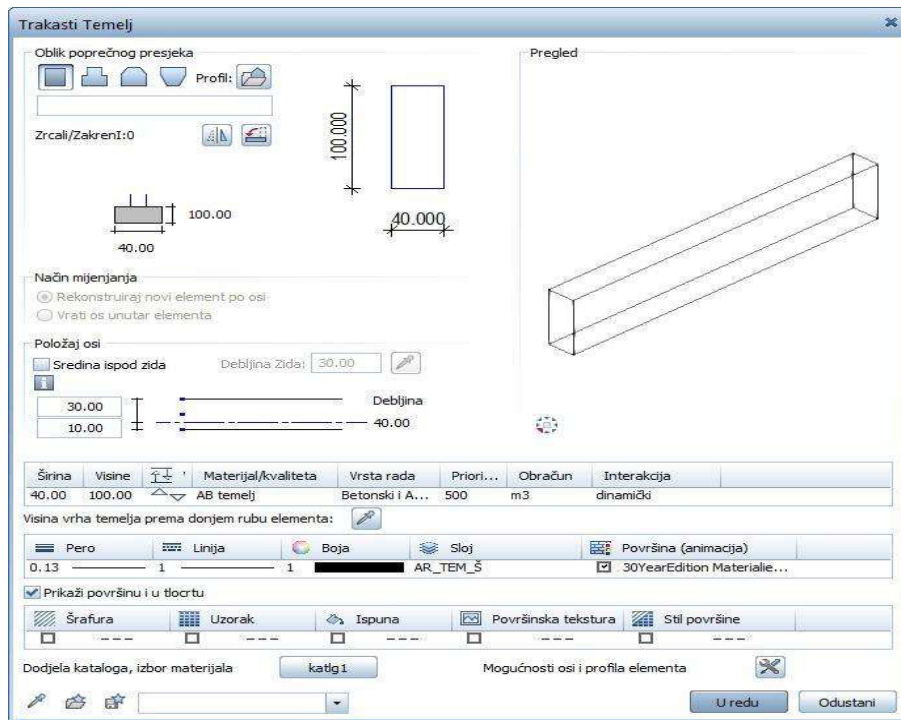 Trakasti Temelj
Oblik poprečnog presjeka
Profil:
Zrcali/ZakrenI:0
100.00
40.00
100.000
40.000
Pregled
Način mijenjanja
Rekonstruiraj novi element po osi
Vrati os unutar elementa
Položaj osi
Sredina ispod zida Debljina Zida: 30.00
30.00
10.00
Debljina
40.00
Širina Visine Materijal/kvaliteta Vrsta rada Priori... Obračun Interakcija
40.00 100.00 AB temelj Betonski i A... 500 m3 dinamički
Visina vrha temelja prema donjem rubu elementa:
Pero Linija Boja Sloj Površina (animacija)
0.13 1 1 AR_TEM_Š 30YearEdition Materialie...
Prikaži površinu i u tlocrtu
Šrafura Uzorak Ispuna Površinska tekstura Stil površine
--- --- --- --- ---
Dodjela kataloga, izbor materijala katlg1 Mogućnosti osi i profila elementa
U redu Odustani